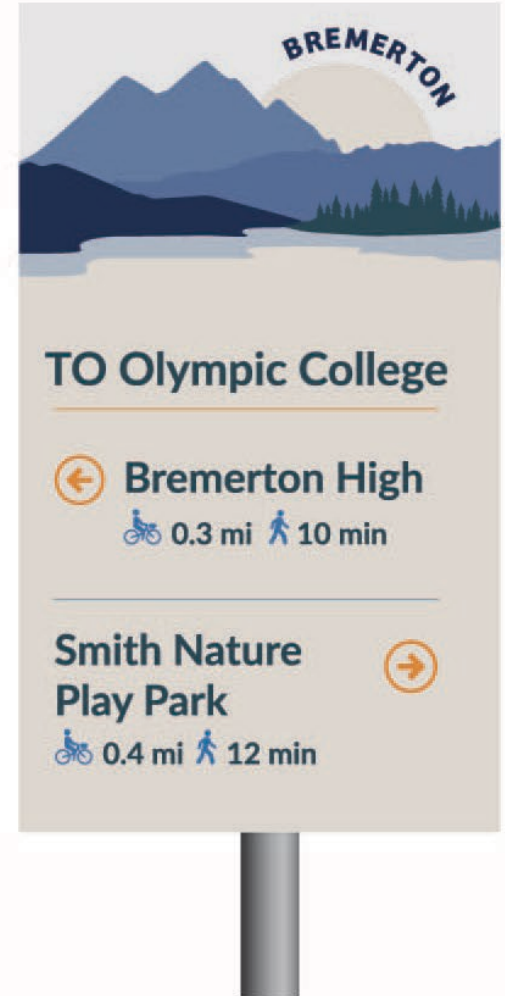 BREMERTON
TO Olympic College
Bremerton High
0.3 mi 10 min
Smith Nature
Play Park
0.4 mi 12 min